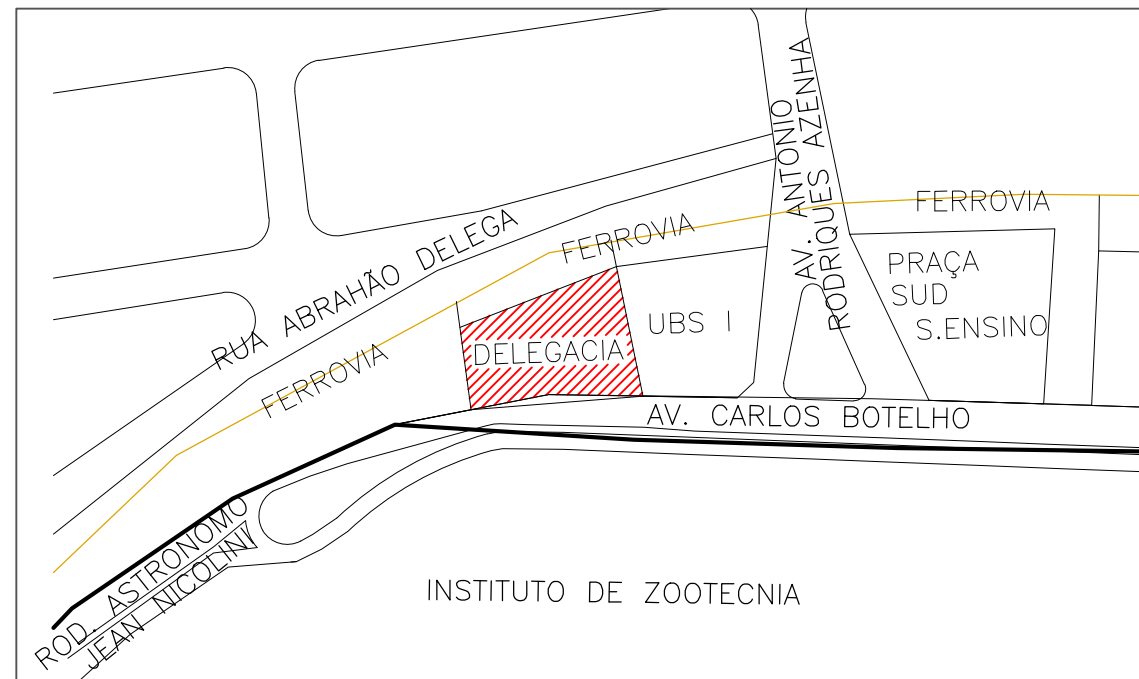 AV. ANTONIO
RODRIQUES AZENHA
FERROVIA
RUA ABRAHÃO DELEGA
FERROVIA
PRAÇA
SUD
S.ENSINO
UBS I
DELEGACIA
FERROVIA
AV. CARLOS BOTELHO
ROD. ASTRONOMO
JEAN NICOLINI
INSTITUTO DE ZOOTECNIA